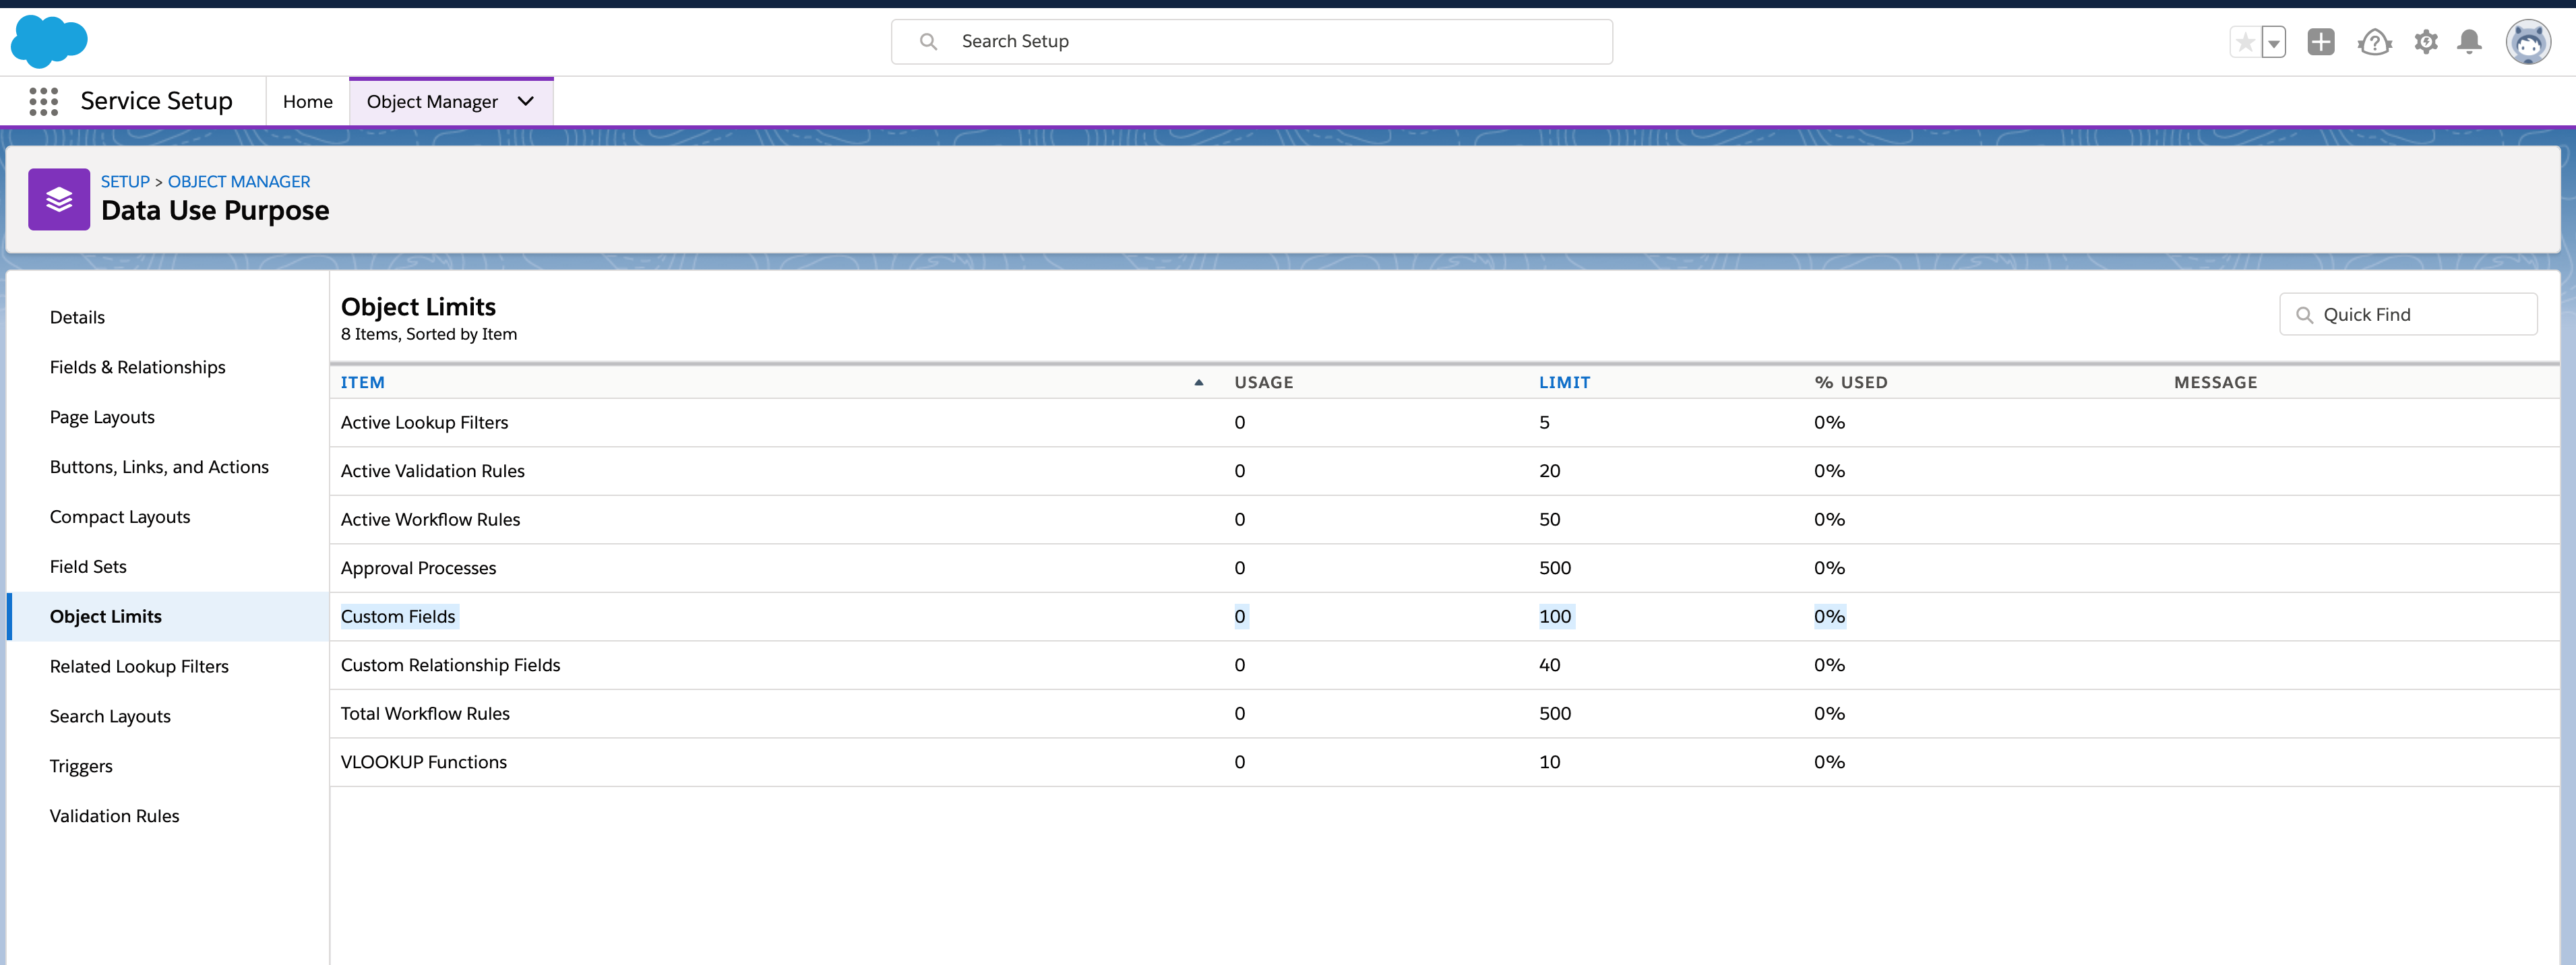 Search Setup
Service Setup
Home
Object Manager
SETUP > OBJECT MANAGER
Data Use Purpose
Details
Fields & Relationships
Page Layouts
Buttons, Links, and Actions
Compact Layouts
Field Sets
Object Limits
Related Lookup Filters
Search Layouts
Triggers
Validation Rules
Object Limits
8 Items, Sorted by Item
Quick Find
ITEM USAGE LIMIT % USED MESSAGE
Active Lookup Filters 0 5 0%
Active Validation Rules 0 20 0%
Active Workflow Rules 0 50 0%
Approval Processes 0 500 0%
Custom Fields 0 100 0%
Custom Relationship Fields 0 40 0%
Total Workflow Rules 0 500 0%
VLOOKUP Functions 0 10 0%